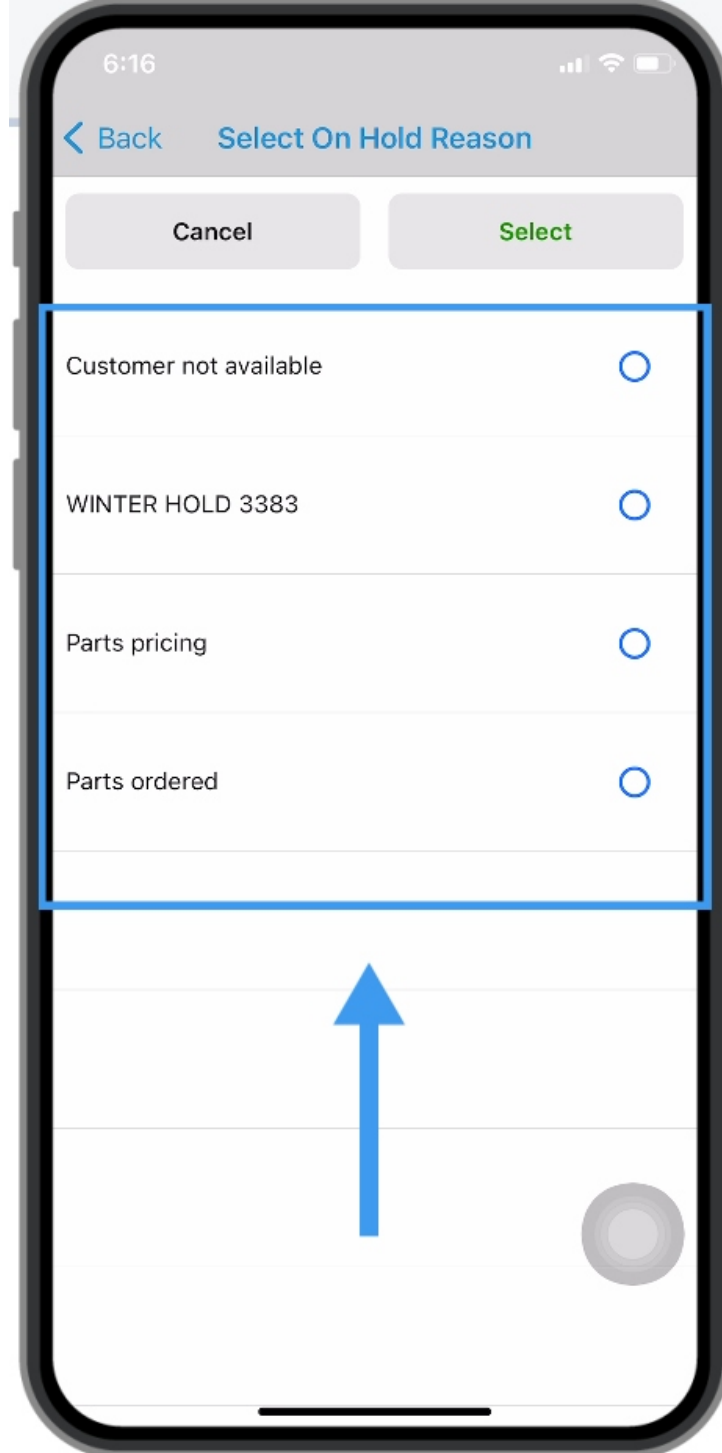 6:16
Back Select On Hold Reason
Cancel Select
Customer not available
WINTER HOLD 3383
Parts pricing
Parts ordered